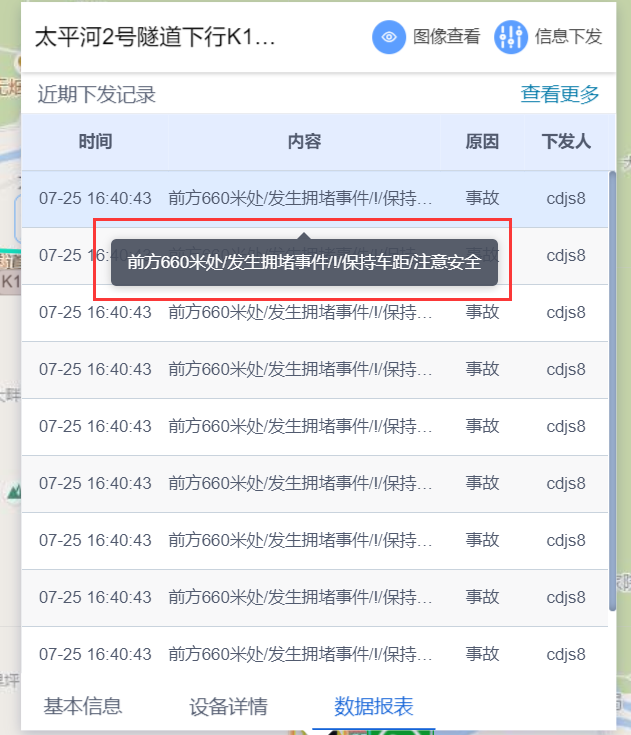 太平河2号隧道下行K1...
图像查看
信息下发
近期下发记录
查看更多
时间 内容 原因 下发人
07-25 16:40:43 前方660米处/发生拥堵事件/!/保持... 事故 cdjs8
07-25 16:40:43 事故 cdjs8
前方660米处/发生拥堵事件/!/保持车距/注意安全
07-25 16:40:43 前方660米处/发生拥堵事件/!/保持... 事故 cdjs8
07-25 16:40:43 前方660米处/发生拥堵事件/!/保持... 事故 cdjs8
07-25 16:40:43 前方660米处/发生拥堵事件/!/保持... 事故 cdjs8
07-25 16:40:43 前方660米处/发生拥堵事件/!/保持... 事故 cdjs8
07-25 16:40:43 前方660米处/发生拥堵事件/!/保持... 事故 cdjs8
07-25 16:40:43 前方660米处/发生拥堵事件/!/保持... 事故 cdjs8
07-25 16:40:43 前方660米处/发生拥堵事件/!/保持... 事故 cdjs8
基本信息
设备详情
数据报表
K1